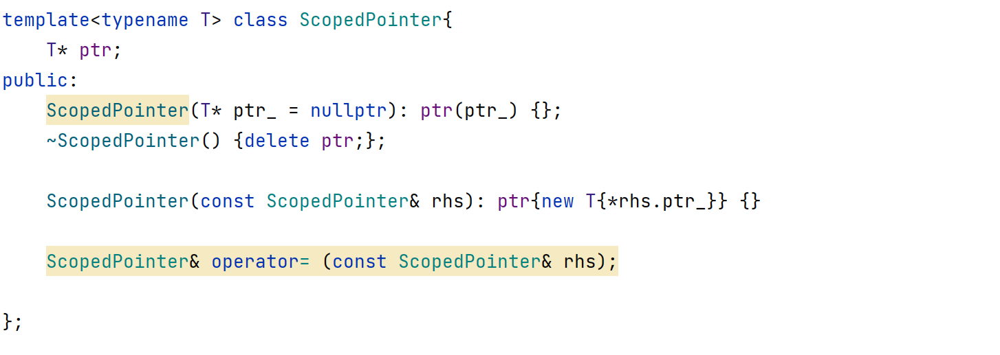 template<typename T> class ScopedPointer{
    T* ptr;
public:
    ScopedPointer(T* ptr_ = nullptr): ptr(ptr_) {};
    ~ScopedPointer() {delete ptr;};
    ScopedPointer(const ScopedPointer& rhs): ptr{new T{*rhs.ptr_}} {}
    ScopedPointer& operator= (const ScopedPointer& rhs);
};